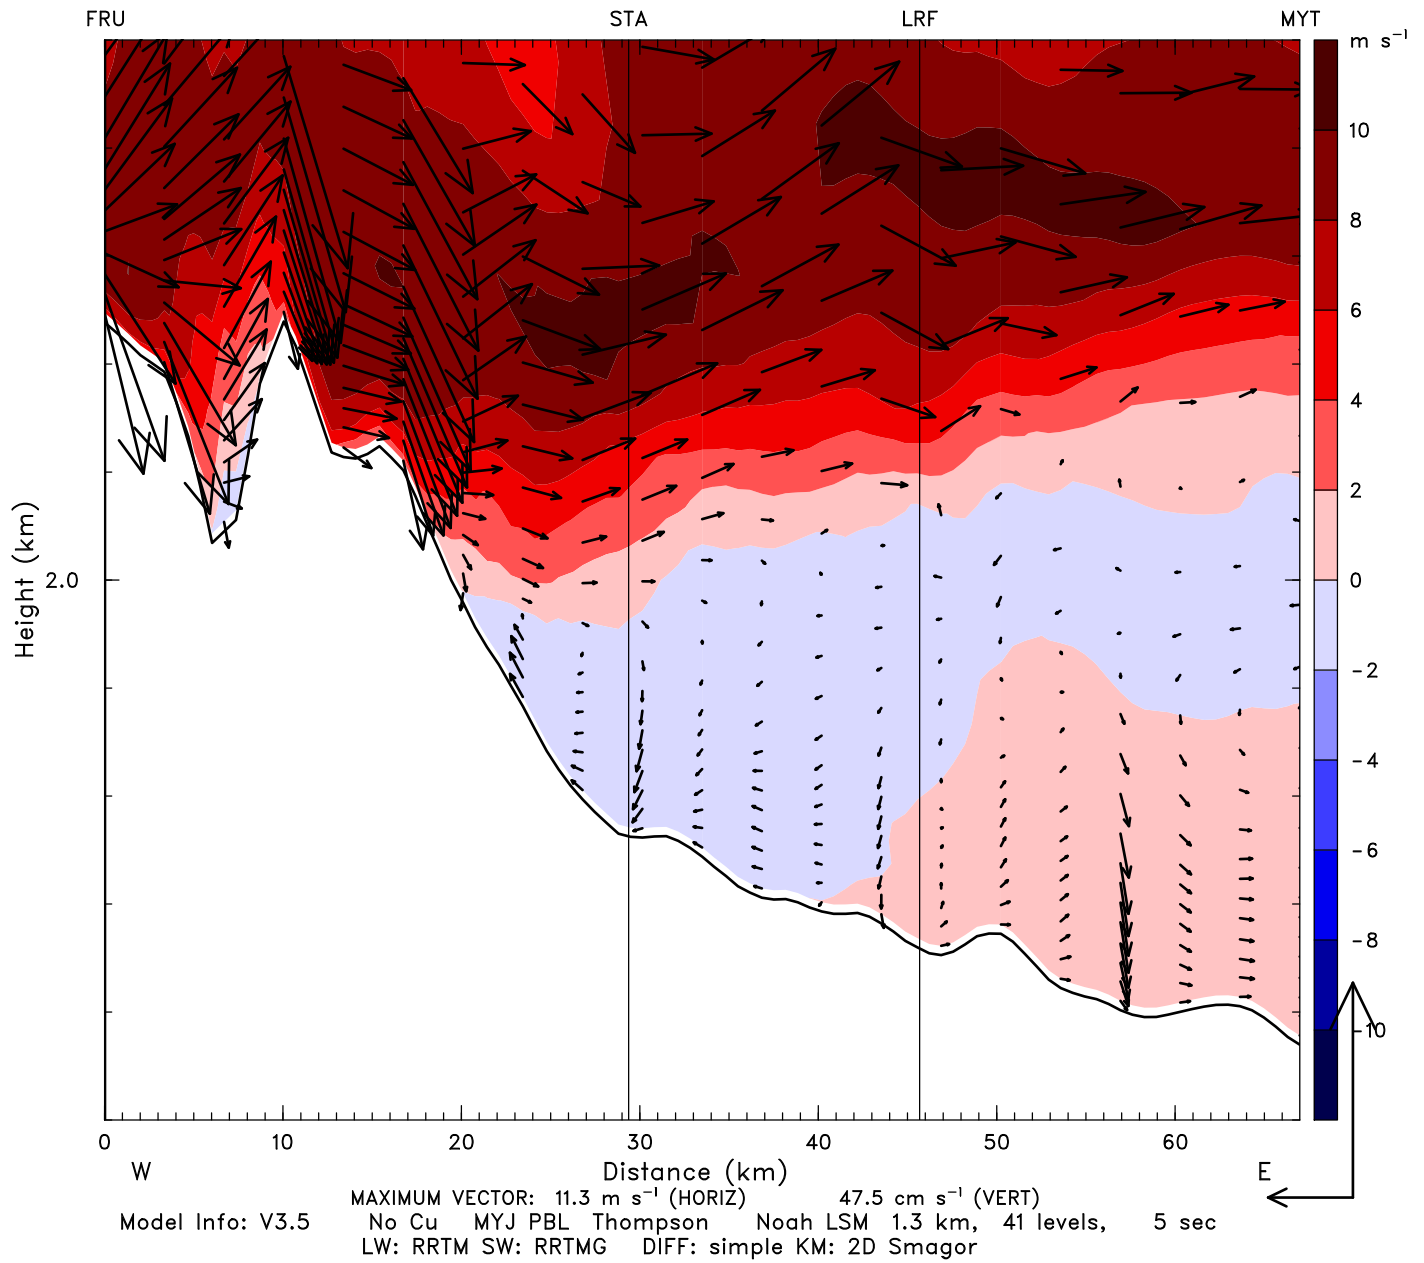 FRU STA LRF MYT
m s⁻¹
10
8
6
4
2
0
-2
-4
-6
-8
-10
Height (km)
2.0
0 10 20 30 40 50 60
W Distance (km) E
MAXIMUM VECTOR: 11.3 m s⁻¹ (HORIZ) 47.5 cm s⁻¹ (VERT)
Model Info: V3.5 No Cu MYJ PBL Thompson Noah LSM 1.3 km, 41 levels, 5 sec
LW: RRTM SW: RRTMG DIFF: simple KM: 2D Smagor